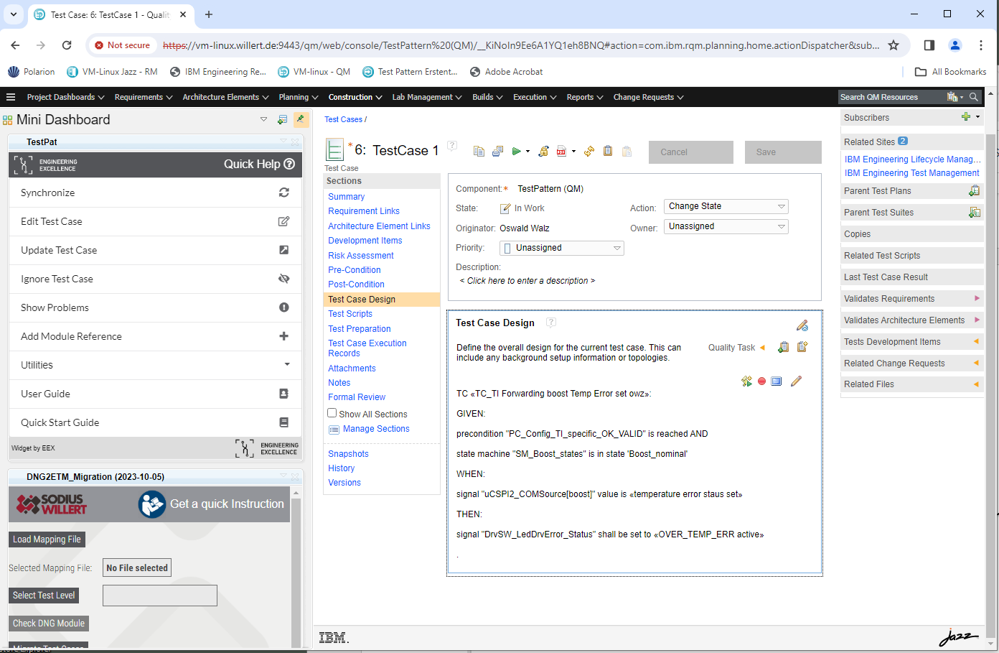 Test Case: 6: TestCase 1 - Qualit
Not secure
https://vm-linux.willert.de:9443/qm/web/console/TestPattern%20(QM)/__KiNoIn9Ee6A1YQ1eh8BNQ#action=com.ibm.rqm.planning.home.actionDispatcher&sub...
Polarion VM-Linux Jazz - RM IBM Engineering Re... VM-linux - QM Test Pattern Erstent... Adobe Acrobat All Bookmarks
Project Dashboards Requirements Architecture Elements Planning Construction Lab Management Builds Execution Reports Change Requests Search QM Resources
Mini Dashboard
TestPat
ENGINEERING
EXCELLENCE
Quick Help
Synchronize
Edit Test Case
Update Test Case
Ignore Test Case
Show Problems
Add Module Reference
Utilities
User Guide
Quick Start Guide
Widget by EEX
ENGINEERING
EXCELLENCE
DNG2ETM_Migration (2023-10-05)
SODIUS
WILLERT
Get a quick Instruction
Load Mapping File
Selected Mapping File: No File selected
Select Test Level
Check DNG Module
Test Cases /
* 6: TestCase 1 ?
Cancel Save
Test Case
Sections
Summary
Requirement Links
Architecture Element Links
Development Items
Risk Assessment
Pre-Condition
Post-Condition
Test Case Design
Test Scripts
Test Preparation
Test Case Execution
Records
Attachments
Notes
Formal Review
Show All Sections
Manage Sections
Snapshots
History
Versions
Component:* TestPattern (QM)
State: In Work Action: Change State
Originator: Oswald Walz Owner: Unassigned
Priority: Unassigned
Description:
< Click here to enter a description >
Test Case Design ?
Define the overall design for the current test case. This can
include any background setup information or topologies.
Quality Task
TC «TC_TI Forwarding boost Temp Error set owz»:
GIVEN:
precondition "PC_Config_TI_specific_OK_VALID" is reached AND
state machine "SM_Boost_states" is in state 'Boost_nominal'
WHEN:
signal "uCSPI2_COMSource[boost]" value is «temperature error staus set»
THEN:
signal "DrvSW_LedDrvError_Status" shall be set to «OVER_TEMP_ERR active»
.
Subscribers
Related Sites 2
IBM Engineering Lifecycle Manag...
IBM Engineering Test Management
Parent Test Plans
Parent Test Suites
Copies
Related Test Scripts
Last Test Case Result
Validates Requirements
Validates Architecture Elements
Tests Development Items
Related Change Requests
Related Files
IBM.
jazz